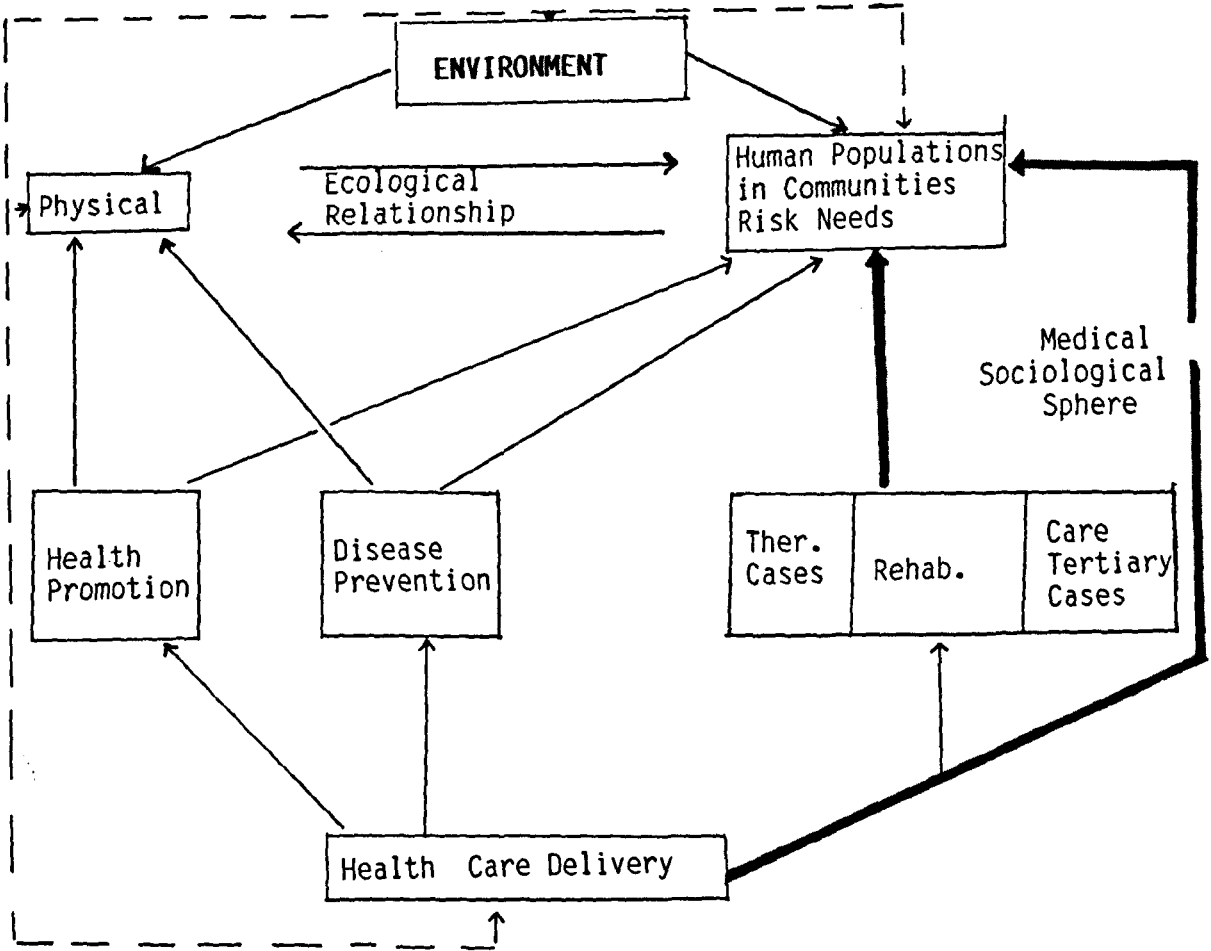 ENVIRONMENT
Physical
Ecological
Relationship
Human Populations
in Communities
Risk Needs
Medical
Sociological
Sphere
Health
Promotion
Disease
Prevention
Ther.
Cases
Rehab.
Care
Tertiary
Cases
Health Care Delivery